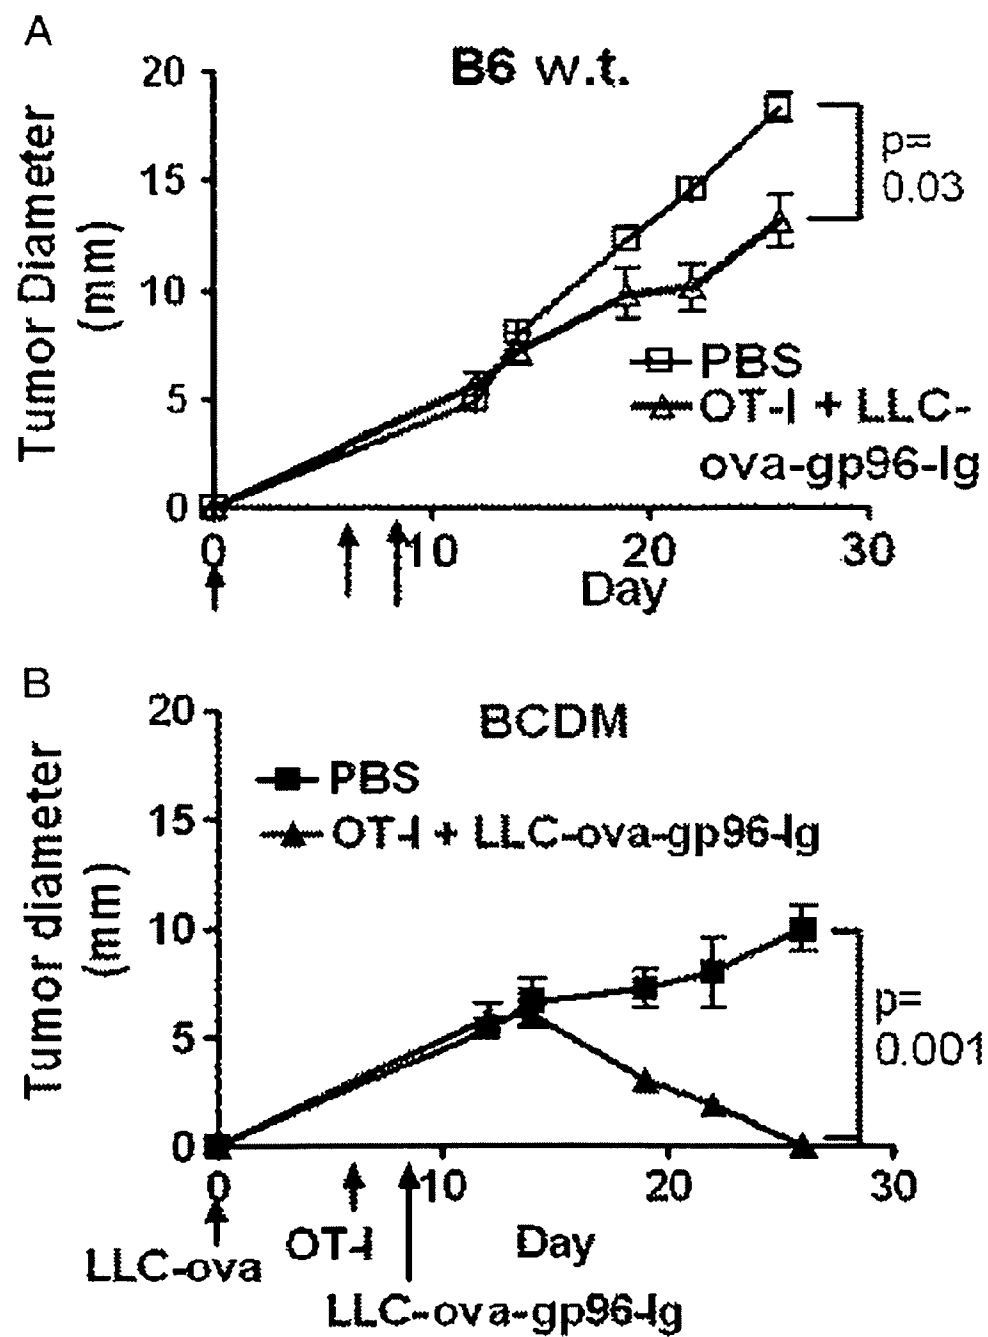 A
B6 w.t.
Tumor Diameter
(mm)
20
15
10
5
0
p=
0.03
PBS
OT-I + LLC-
ova-gp96-Ig
0
10
20
30
Day
B
BCDM
Tumor diameter
(mm)
20
15
10
5
0
PBS
OT-I + LLC-ova-gp96-Ig
p=
0.001
0
10
20
30
LLC-ova
OT-I
Day
LLC-ova-gp96-Ig